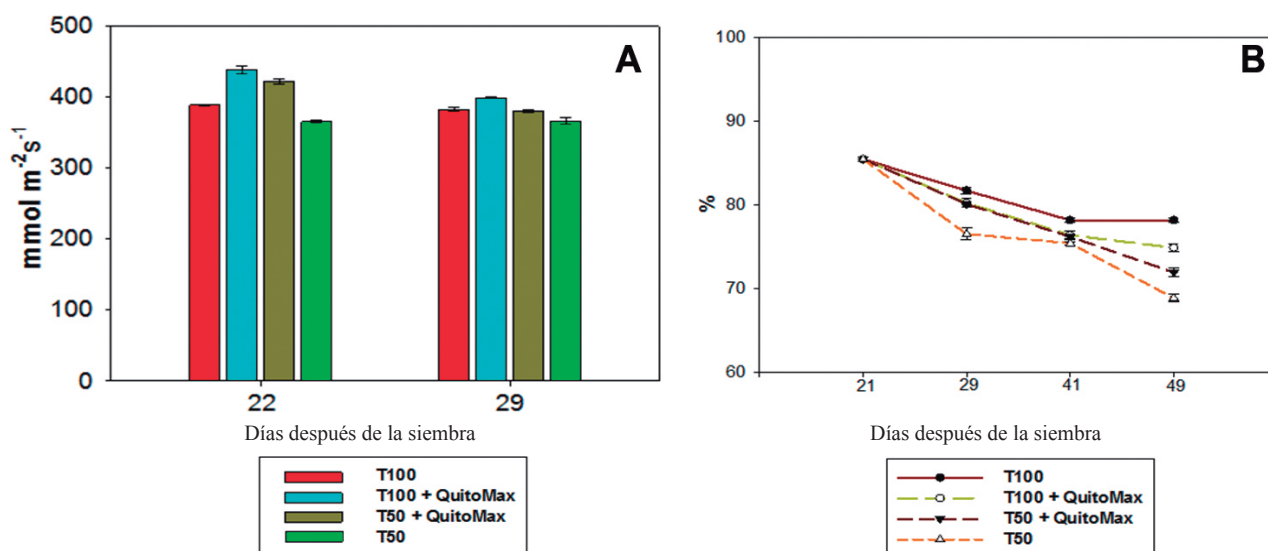 A
mmol m⁻²s⁻¹
500
400
300
200
100
0
22 29
Días después de la siembra
T100
T100 + QuitoMax
T50 + QuitoMax
T50
B
%
100
90
80
70
60
21 29 41 49
Días después de la siembra
T100
T100 + QuitoMax
T50 + QuitoMax
T50